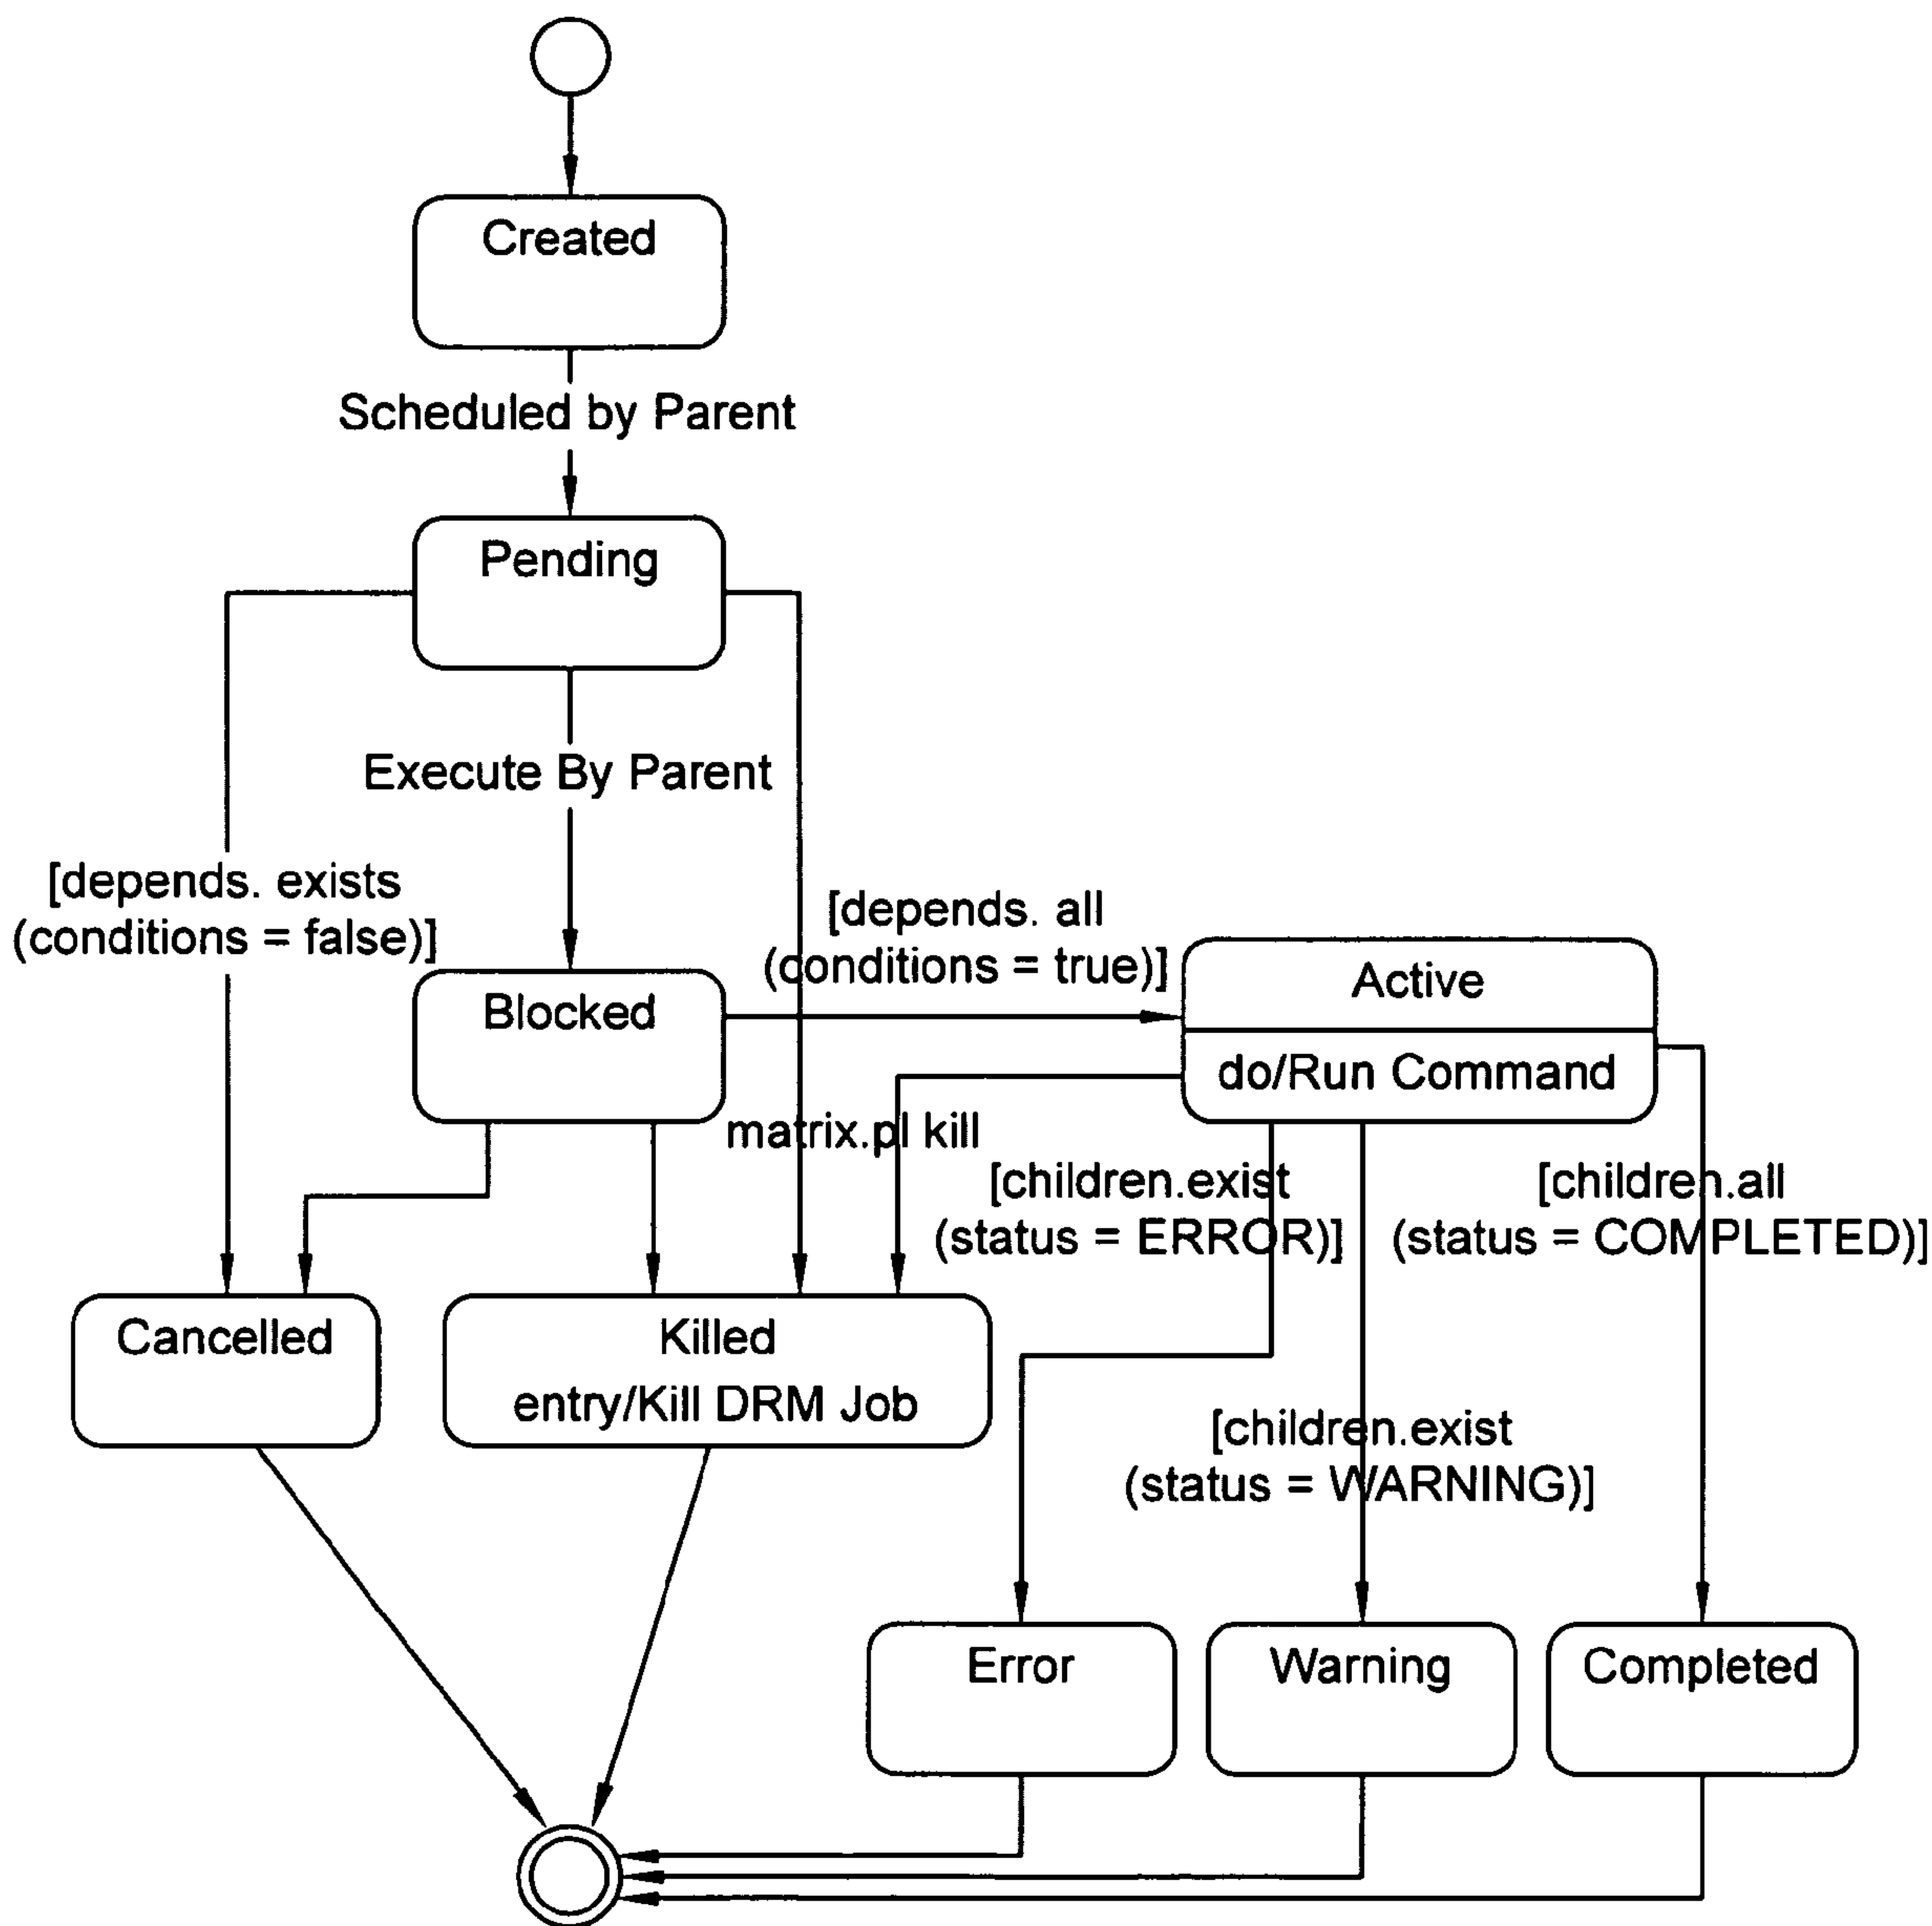 Created
Scheduled by Parent
Pending
Execute By Parent
[depends. exists
(conditions = false)]
[depends. all
(conditions = true)]
Blocked
Active
do/Run Command
matrix.pl kill
[children.exist
(status = ERROR)]
[children.all
(status = COMPLETED)]
Cancelled
Killed
entry/Kill DRM Job
[children.exist
(status = WARNING)]
Error
Warning
Completed